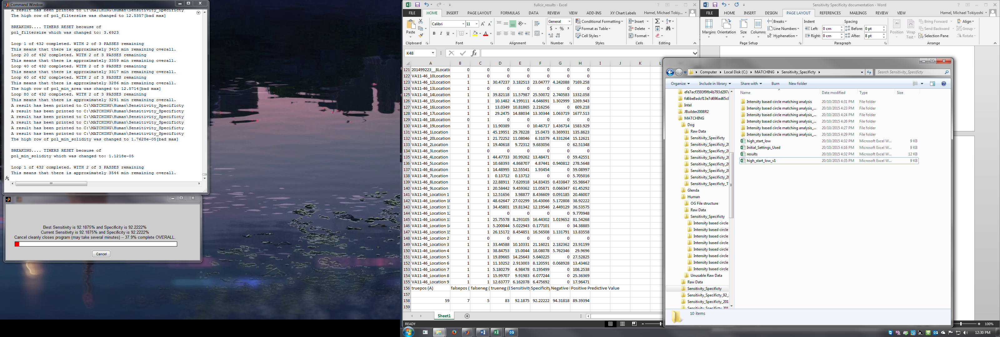 Command Window
A result has been printed to C:\MATCHING\Human\Sensitivity_Specificty
The high row of pol_filtersize was changed to 12.5357[bad max]
BREAKING.... TIMERS RESET because of
pol_filtersize which was changed to: 3.6923
Loop 1 of 432 completed. WITH 2 of 3 PASSES remaining
This means that there is approximately 3410 min remaining overall.
Loop 20 of 432 completed. WITH 2 of 3 PASSES remaining
This means that there is approximately 3359 min remaining overall.
Loop 40 of 432 completed. WITH 2 of 3 PASSES remaining
This means that there is approximately 3317 min remaining overall.
Loop 60 of 432 completed. WITH 2 of 3 PASSES remaining
This means that there is approximately 3286 min remaining overall.
The high row of pol_min_area was changed to 12.5714[bad max]
Loop 80 of 432 completed. WITH 2 of 3 PASSES remaining
This means that there is approximately 3291 min remaining overall.
A result has been printed to C:\MATCHING\Human\Sensitivity_Specificty
A result has been printed to C:\MATCHING\Human\Sensitivity_Specificty
A result has been printed to C:\MATCHING\Human\Sensitivity_Specificty
A result has been printed to C:\MATCHING\Human\Sensitivity_Specificty
A result has been printed to C:\MATCHING\Human\Sensitivity_Specificty
A result has been printed to C:\MATCHING\Human\Sensitivity_Specificty
The high row of pol_min_solidity was changed to 1.7628e-05[bad max]
BREAKING.... TIMERS RESET because of
pol_min_solidity which was changed to: 1.1218e-05
Loop 1 of 432 completed. WITH 2 of 3 PASSES remaining
This means that there is approximately 3544 min remaining overall.
fx
Best Sensitivity is 92.1875% and Specificity is 92.2222%
Current Sensitivity is 92.1875% and Specificity is 92.2222%
Cancel cleanly closes program (may take several minutes) -- 37.9% complete OVERALL.
Cancel
fullcir_results - Excel
FILE HOME INSERT PAGE LAYOUT FORMULAS DATA REVIEW VIEW ADD-INS XY Chart Labels Hamel, Michael Tokiy...
Paste Calibri 11 General Conditional Formatting Insert
B I U $ % , Format as Table Delete
Cell Styles Format
Clipboard Font Alignment Number Styles Cells Editing
K48 fx
A B C D E F G H I J K L
121 201499223__8Locatio 0 0 0 0 0 0 0
122 VA11-46_10Location 1 0 0 0 0 0 0
123 VA11-46_12Location 1 1 30.47237 3.182513 23.04777 4.242088 7169.258
124 VA11-46_13Location 1 0 0 0 0 0 0
125 VA11-46_14Location 1 1 39.82118 11.57987 25.50072 2.740583 1332.058
126 VA11-46_15Location 1 1 10.1482 4.199111 4.646091 1.302999 1269.943
127 VA11-46_16Location 1 1 13.0349 10.81865 2.216256 0 609.218
128 VA11-46_17Location 1 1 29.2475 14.88034 13.30344 1.063719 1677.513
129 VA11-46_18Location 0 1 0 0 0 0 0
130 VA11-46_19Location 1 1 11.90389 0 10.46717 1.436714 1583.929
131 VA11-46_1Location 1 1 45.19951 29.78228 15.0473 0.369931 135.8623
132 VA11-46_20Location 1 1 21.72252 11.08046 6.31079 4.331264 15.12621
133 VA11-46_2Location 1 1 19.40618 9.72312 9.683056 0 62.51348
134 VA11-46_3Location 1 0 0 0 0 0 0
135 VA11-46_4Location 1 1 44.47733 30.99262 13.48471 0 59.42551
136 VA11-46_5Location 1 1 10.68393 4.868707 4.87441 0.940812 278.5648
137 VA11-46_6Location 1 1 14.48995 12.55541 1.93454 0 59.08997
138 VA11-46_7Location 1 1 0.13712 0.13712 0 0 5.705016
139 VA11-46_8Location 1 1 22.88911 7.620918 14.83435 0.433847 55.98647
140 VA11-46_9Location 1 1 20.58442 9.459362 11.05871 0.066347 61.45292
141 VA11-46_Location 1 1 1 12.51656 3.98877 8.436609 0.091185 20.46007
142 VA11-46_Location 10 1 1 48.62647 27.02299 16.43066 5.172808 38.92222
143 VA11-46_Location 11 1 1 34.45801 19.81342 12.19546 2.449129 36.53575
144 VA11-46_Location 12 1 1 0 0 0 0 9.770948
145 VA11-46_Location 13 1 1 25.75578 8.293105 16.44302 1.019652 81.54268
146 VA11-46_Location 14 1 1 5.200044 5.022943 0.177101 0 34.38885
147 VA11-46_Location 15 1 1 26.15172 8.454851 16.56508 1.131791 13.83558
148 VA11-46_Location 2 1 0 0 0 0 0 0
149 VA11-46_Location 3 1 1 33.44588 10.10331 21.16021 2.182362 23.91199
150 VA11-46_Location 4 1 1 38.84753 15.0044 18.08078 5.762346 29.9696
151 VA11-46_Location 5 1 1 19.89665 14.25643 5.640225 0 27.52825
152 VA11-46_Location 6 1 1 11.10252 2.913003 8.120591 0.068928 13.43462
153 VA11-46_Location 7 1 1 5.180279 4.98478 0.195499 0 108.2538
154 VA11-46_Location 8 1 1 15.99707 9.91983 6.077244 0 25.36369
155 VA11-46_Location 9 1 1 12.63777 6.162078 6.475692 0 17.96471
156 truepos (A) falsepos ( falseneg ( trueneg (D Sensitivity Specificity Negative Positive Predictive Value
157
158 59 7 5 83 92.1875 92.22222 94.31818 89.39394
159
Sheet1
READY
Sensitivity Specificity documentation - Word
FILE HOME INSERT DESIGN PAGE LAYOUT REFERENCES MAILINGS REVIEW VIEW Hamel, Michael Tokiyoshi
Margins Orientation Size Columns Breaks Line Numbers Hyphenation
Indent Spacing
Left: 0 cm Before: 0 pt
Right: 0 cm After: 8 pt
Position Wrap Text Bring Forward Send Backward Selection Pane Align Group Rotate
Page Setup Paragraph Arrange
Computer Local Disk (C:) MATCHING Sensitivity_Specificty Search Sensitivity_Specificty
Organize Include in library Share with Burn New folder
Name Date modified Type Size
Intensity based circle matching analysis 20/10/2015 4:31 PM File folder
Intensity based circle matching analysis_... 20/10/2015 4:23 PM File folder
Intensity based circle matching analysis_... 20/10/2015 4:24 PM File folder
Intensity based circle matching analysis_... 20/10/2015 4:26 PM File folder
Intensity based circle matching analysis_... 20/10/2015 4:27 PM File folder
Intensity based circle matching analysis_... 20/10/2015 4:29 PM File folder
high_start_low 20/10/2015 4:32 PM Microsoft Excel W... 9 KB
Initial_Settings_Used 20/10/2015 4:16 PM Microsoft Excel W... 9 KB
results 20/10/2015 4:32 PM Microsoft Excel W... 12 KB
high_start_low_v1 20/10/2015 4:35 PM Microsoft Excel W... 9 KB
Intel
JBuilder2008R2
MATCHING
Dog
Raw Data
Sensitivity_Specificty
Sensitivity_Specificty_20
Sensitivity_Specificty_20
Sensitivity_Specificty_20
Sensitivity_Specificty_20
Sensitivity_Specificty_20
Sensitivity_Specificty_20
Sensitivity_Specificty_T
Glenda
Human
OG File structure
Raw Data
Sensitivity_Specificty
Intensity based circle
Intensity based circle
Intensity based circle
Intensity based circle
Intensity based circle
Intensity based circle
Intensity based circle
Intensity based circle
Unusable Raw Data
Raw Data
Sensitivity_Specificty
Sensitivity_Specificty_92_
Sensitivity_Specificty_201
Sensitivity_Specificty_201
10 items
100%
12:30 PM